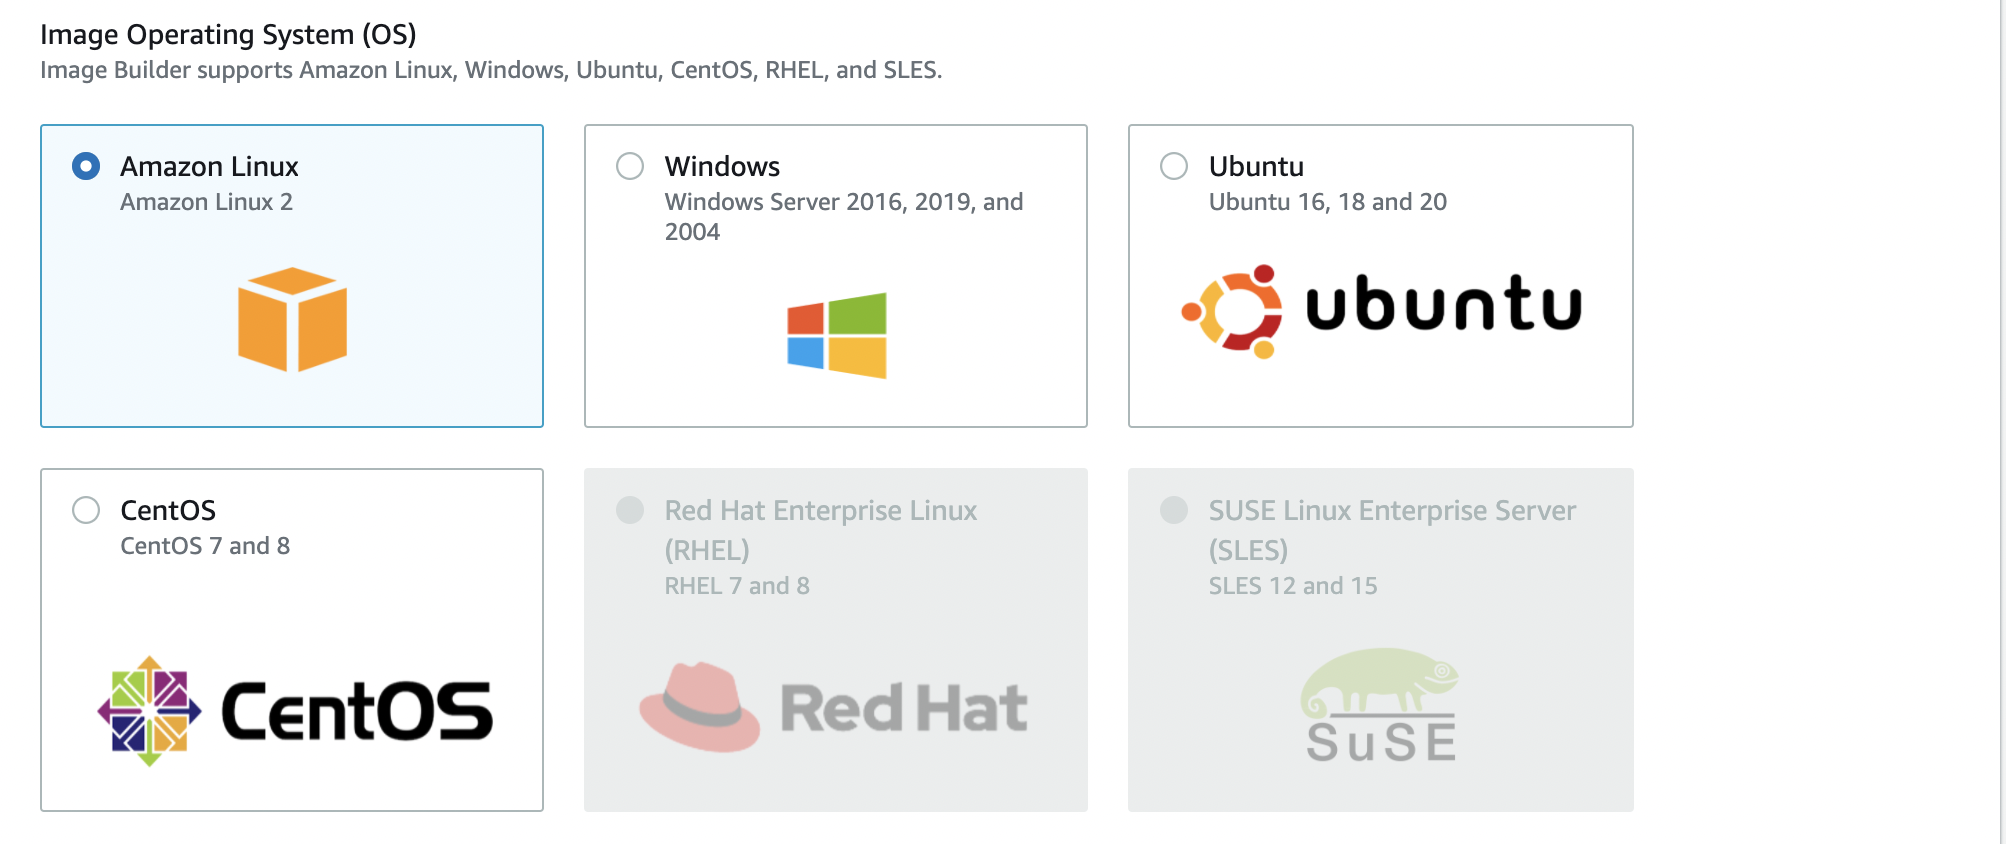 Image Operating System (OS)
Image Builder supports Amazon Linux, Windows, Ubuntu, CentOS, RHEL, and SLES.
Amazon Linux
Amazon Linux 2
Windows
Windows Server 2016, 2019, and
2004
Ubuntu
Ubuntu 16, 18 and 20
ubuntu
CentOS
CentOS 7 and 8
CentOS
Red Hat Enterprise Linux
(RHEL)
RHEL 7 and 8
Red Hat
SUSE Linux Enterprise Server
(SLES)
SLES 12 and 15
SuSE